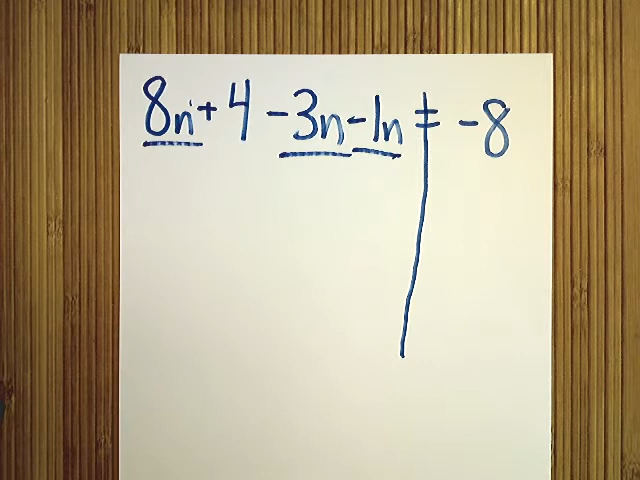 8n + 4 - 3n - 1n = -8